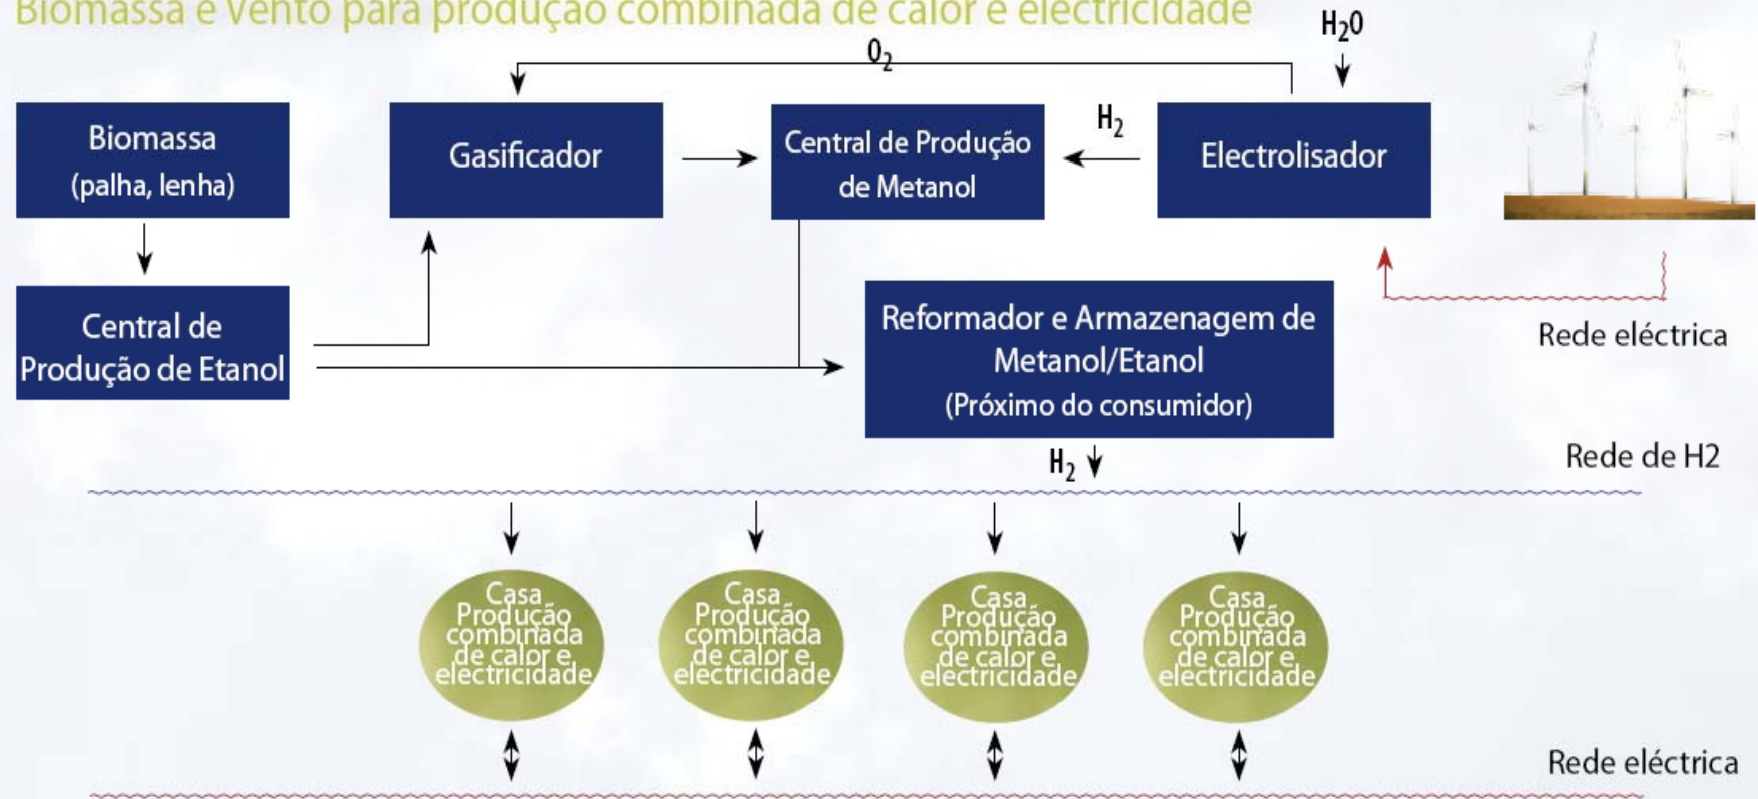 Biomassa e vento para produção combinada de calor e electricidade
H₂O
O₂
Biomassa
(palha, lenha)
Gasificador
Central de Produção
de Metanol
H₂
Electrolisador
Central de
Produção de Etanol
Reformador e Armazenagem de
Metanol/Etanol
(Próximo do consumidor)
Rede eléctrica
H₂
Rede de H2
Casa
Produção
combinada
de calor e
electricidade
Casa
Produção
combinada
de calor e
electricidade
Casa
Produção
combinada
de calor e
electricidade
Casa
Produção
combinada
de calor e
electricidade
Rede eléctrica